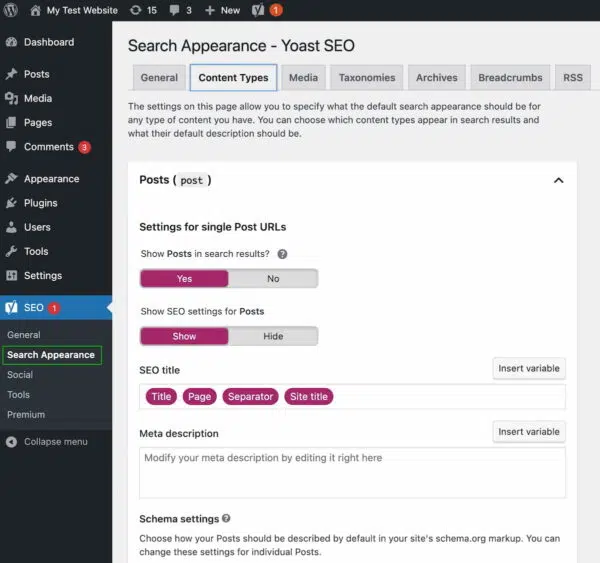 My Test Website 15 3 New 1
Dashboard
Posts
Media
Pages
Comments 3
Appearance
Plugins
Users
Tools
Settings
SEO 1
General
Search Appearance
Social
Tools
Premium
Collapse menu
Search Appearance - Yoast SEO
General Content Types Media Taxonomies Archives Breadcrumbs RSS
The settings on this page allow you to specify what the default search appearance should be for
any type of content you have. You can choose which content types appear in search results and
what their default description should be.
Posts ( post )
Settings for single Post URLs
Show Posts in search results? ?
Yes No
Show SEO settings for Posts
Show Hide
SEO title Insert variable
Title Page Separator Site title
Meta description Insert variable
Modify your meta description by editing it right here
Schema settings ?
Choose how your Posts should be described by default in your site's schema.org markup. You can
change these settings for individual Posts.